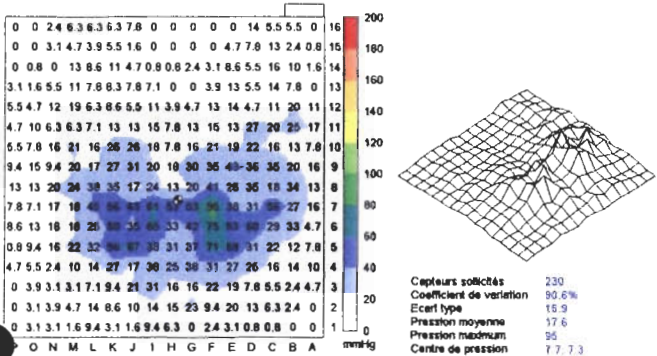 0 0 2.4 6.3 6.3 6.3 7.8 0 0 0 0 0 14 5.5 5.5 0 16
0 0 3.1 4.7 3.9 5.5 1.6 0 0 0 0 4.7 7.8 13 2.4 0.8 15
0 0.8 0 13 8.6 11 4.7 0.8 0.8 2.4 3.1 8.6 5.5 16 10 1.6 14
3.1 1.6 5.5 11 7.8 8.3 7.8 7.1 0 0 3.9 13 5.5 14 7.8 0 13
5.5 4.7 12 19 6.3 8.6 5.5 11 3.9 4.7 13 14 4.7 11 20 11 12
4.7 10 6.3 6.3 7.1 13 13 15 7.8 13 15 13 27 20 25 17 11
5.5 7.8 16 21 16 26 26 18 7.8 16 21 19 22 16 13 7.8 10
9.4 15 9.4 20 17 27 31 20 18 30 35 35 20 16 9
13 13 20 24 35 17 24 13 20 41 35 18 34 13 8
7.8 7.1 17 18 38 31 27 16 7
8.6 13 16 18 33 42 75 29 33 4.7 6
0.8 9.4 16 22 32 31 37 22 12 7.8 5
4.7 5.5 2.4 10 14 27 17 25 31 27 26 16 14 10 4
0 3.9 3.1 3.1 7.1 9.4 21 31 16 16 22 19 7.8 5.5 2.4 4.7 3
0 3.1 3.9 4.7 14 8.6 10 14 15 23 9.4 20 13 6.3 2.4 0 2
0 3.1 3.1 1.6 9.4 3.1 1.6 9.4 6.3 0 2.4 3.1 0.8 0.8 0 1
O N M L K J I H G F E D C B A
200
180
160
140
120
100
80
60
40
20
0
mmHg
Capteurs sollicités 230
Coefficient de variation 90.6%
Ecart type 15.9
Pression moyenne 17.6
Pression maximum 95
Centre de pression 7.7, 7.3